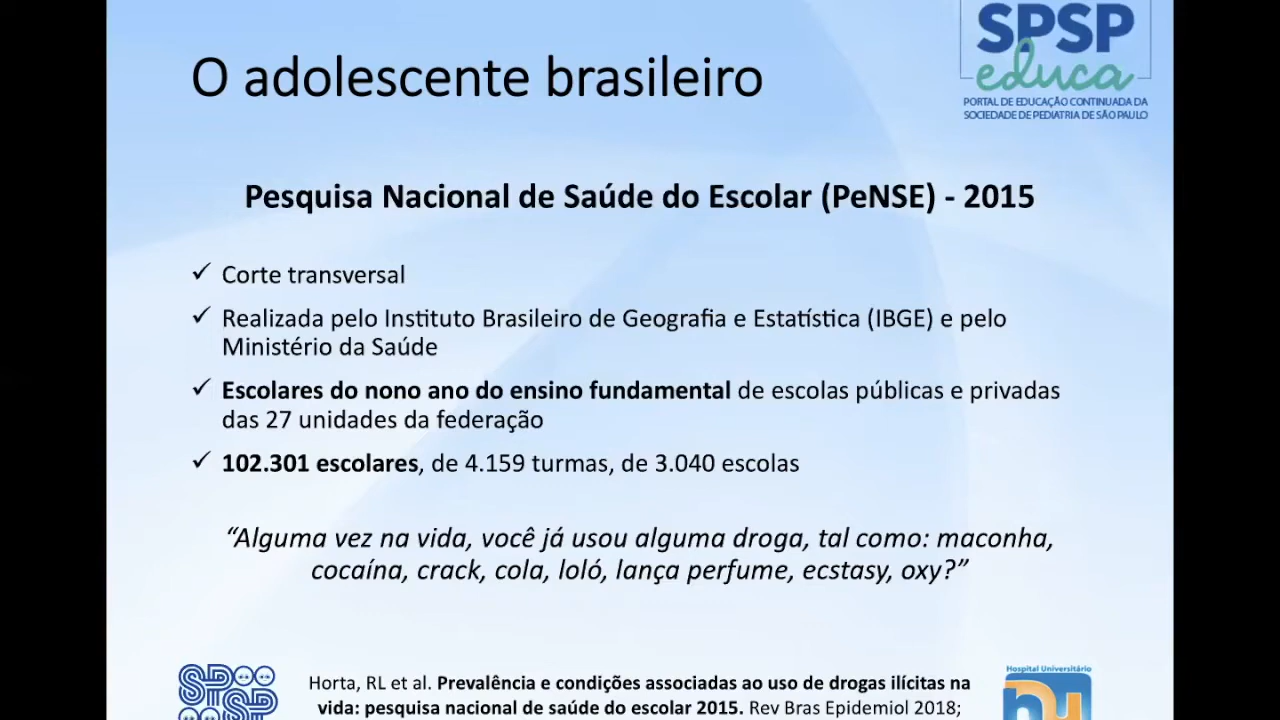 SPSP
educa
PORTAL DE EDUCAÇÃO CONTINUADA DA
SOCIEDADE DE PEDIATRIA DE SÃO PAULO
O adolescente brasileiro
Pesquisa Nacional de Saúde do Escolar (PeNSE) - 2015
✓ Corte transversal
✓ Realizada pelo Instituto Brasileiro de Geografia e Estatística (IBGE) e pelo
Ministério da Saúde
✓ Escolares do nono ano do ensino fundamental de escolas públicas e privadas
das 27 unidades da federação
✓ 102.301 escolares, de 4.159 turmas, de 3.040 escolas
“Alguma vez na vida, você já usou alguma droga, tal como: maconha,
cocaína, crack, cola, loló, lança perfume, ecstasy, oxy?”
Horta, RL et al. Prevalência e condições associadas ao uso de drogas ilícitas na
vida: pesquisa nacional de saúde do escolar 2015. Rev Bras Epidemiol 2018;
SP
SP
Hospital Universitário
hu